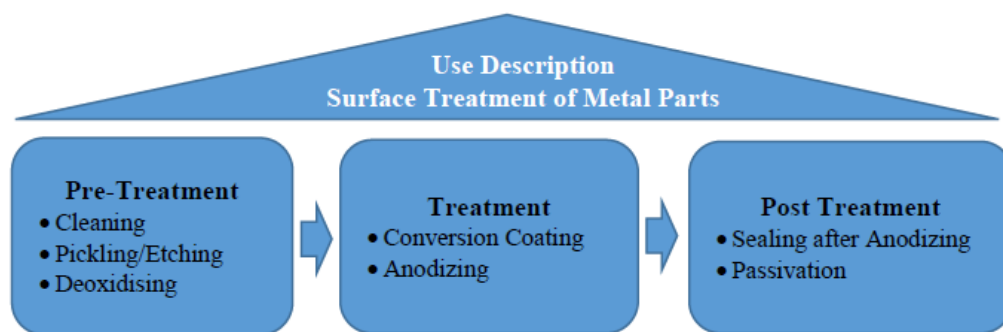 Use Description
Surface Treatment of Metal Parts
Pre-Treatment
• Cleaning
• Pickling/Etching
• Deoxidising
Treatment
• Conversion Coating
• Anodizing
Post Treatment
• Sealing after Anodizing
• Passivation